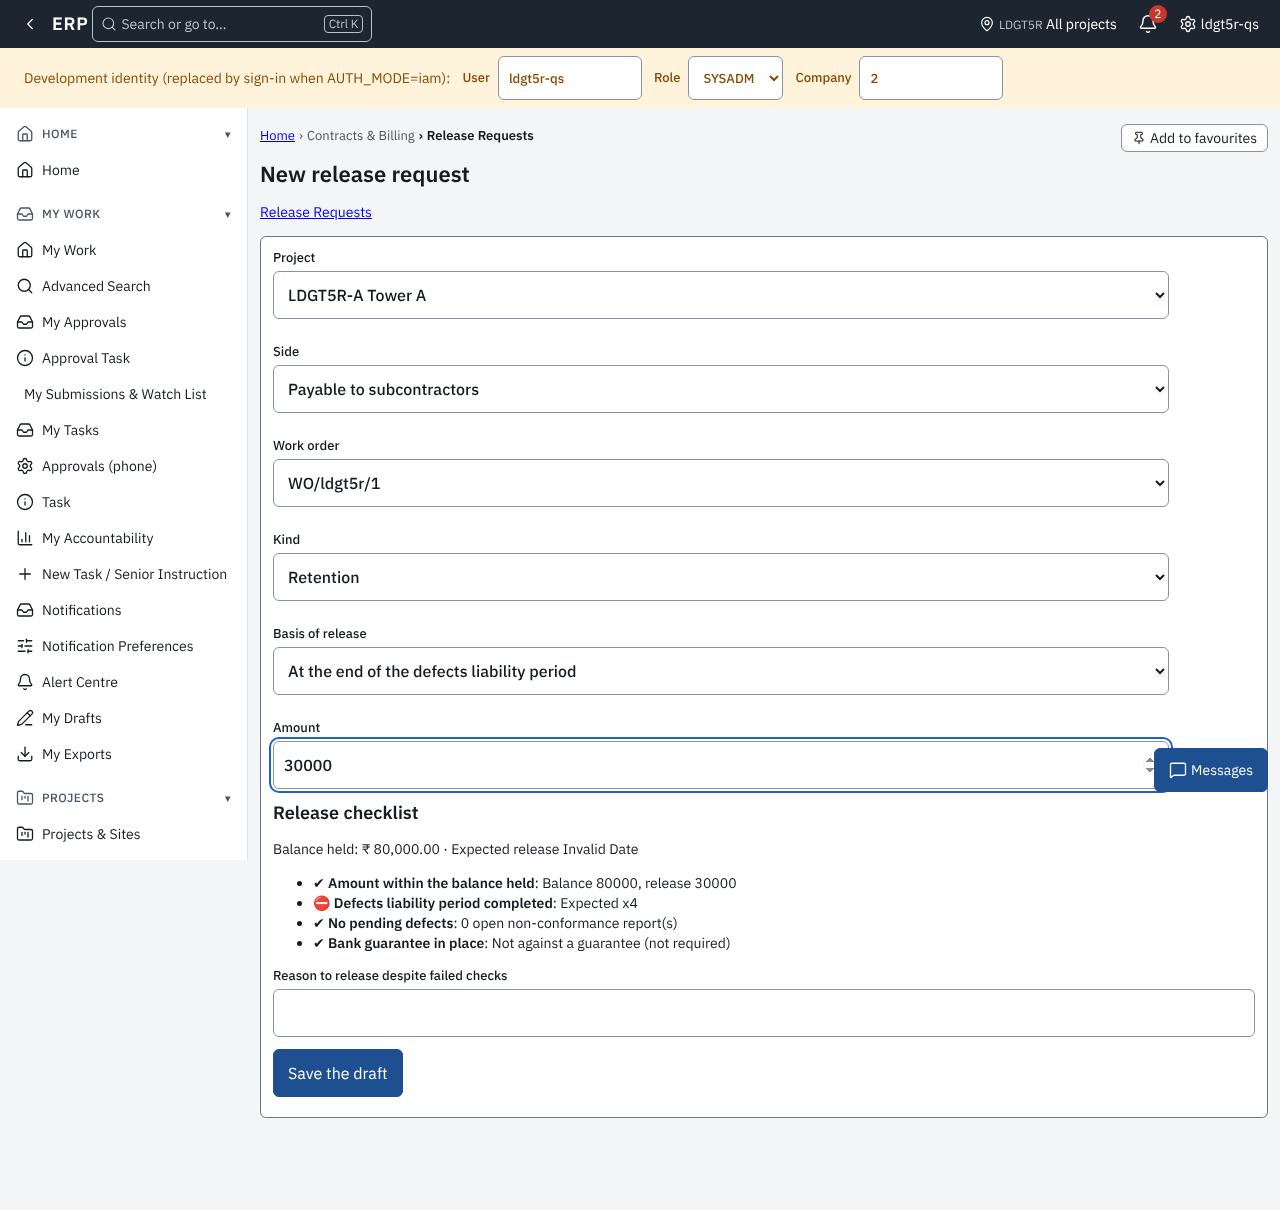 ERP
Search or go to...
Ctrl K
LDGT5R All projects
2
ldgt5r-qs
Development identity (replaced by sign-in when AUTH_MODE=iam):
User
ldgt5r-qs
Role
SYSADM
Company
2
HOME
Home
MY WORK
My Work
Advanced Search
My Approvals
Approval Task
My Submissions & Watch List
My Tasks
Approvals (phone)
Task
My Accountability
New Task / Senior Instruction
Notifications
Notification Preferences
Alert Centre
My Drafts
My Exports
PROJECTS
Projects & Sites
Home › Contracts & Billing › Release Requests
Add to favourites
New release request
Release Requests
Project
LDGT5R-A Tower A
Side
Payable to subcontractors
Work order
WO/ldgt5r/1
Kind
Retention
Basis of release
At the end of the defects liability period
Amount
30000
Messages
Release checklist
Balance held: ₹ 80,000.00 · Expected release Invalid Date
• ✔ Amount within the balance held: Balance 80000, release 30000
• ⛔ Defects liability period completed: Expected x4
• ✔ No pending defects: 0 open non-conformance report(s)
• ✔ Bank guarantee in place: Not against a guarantee (not required)
Reason to release despite failed checks
Save the draft